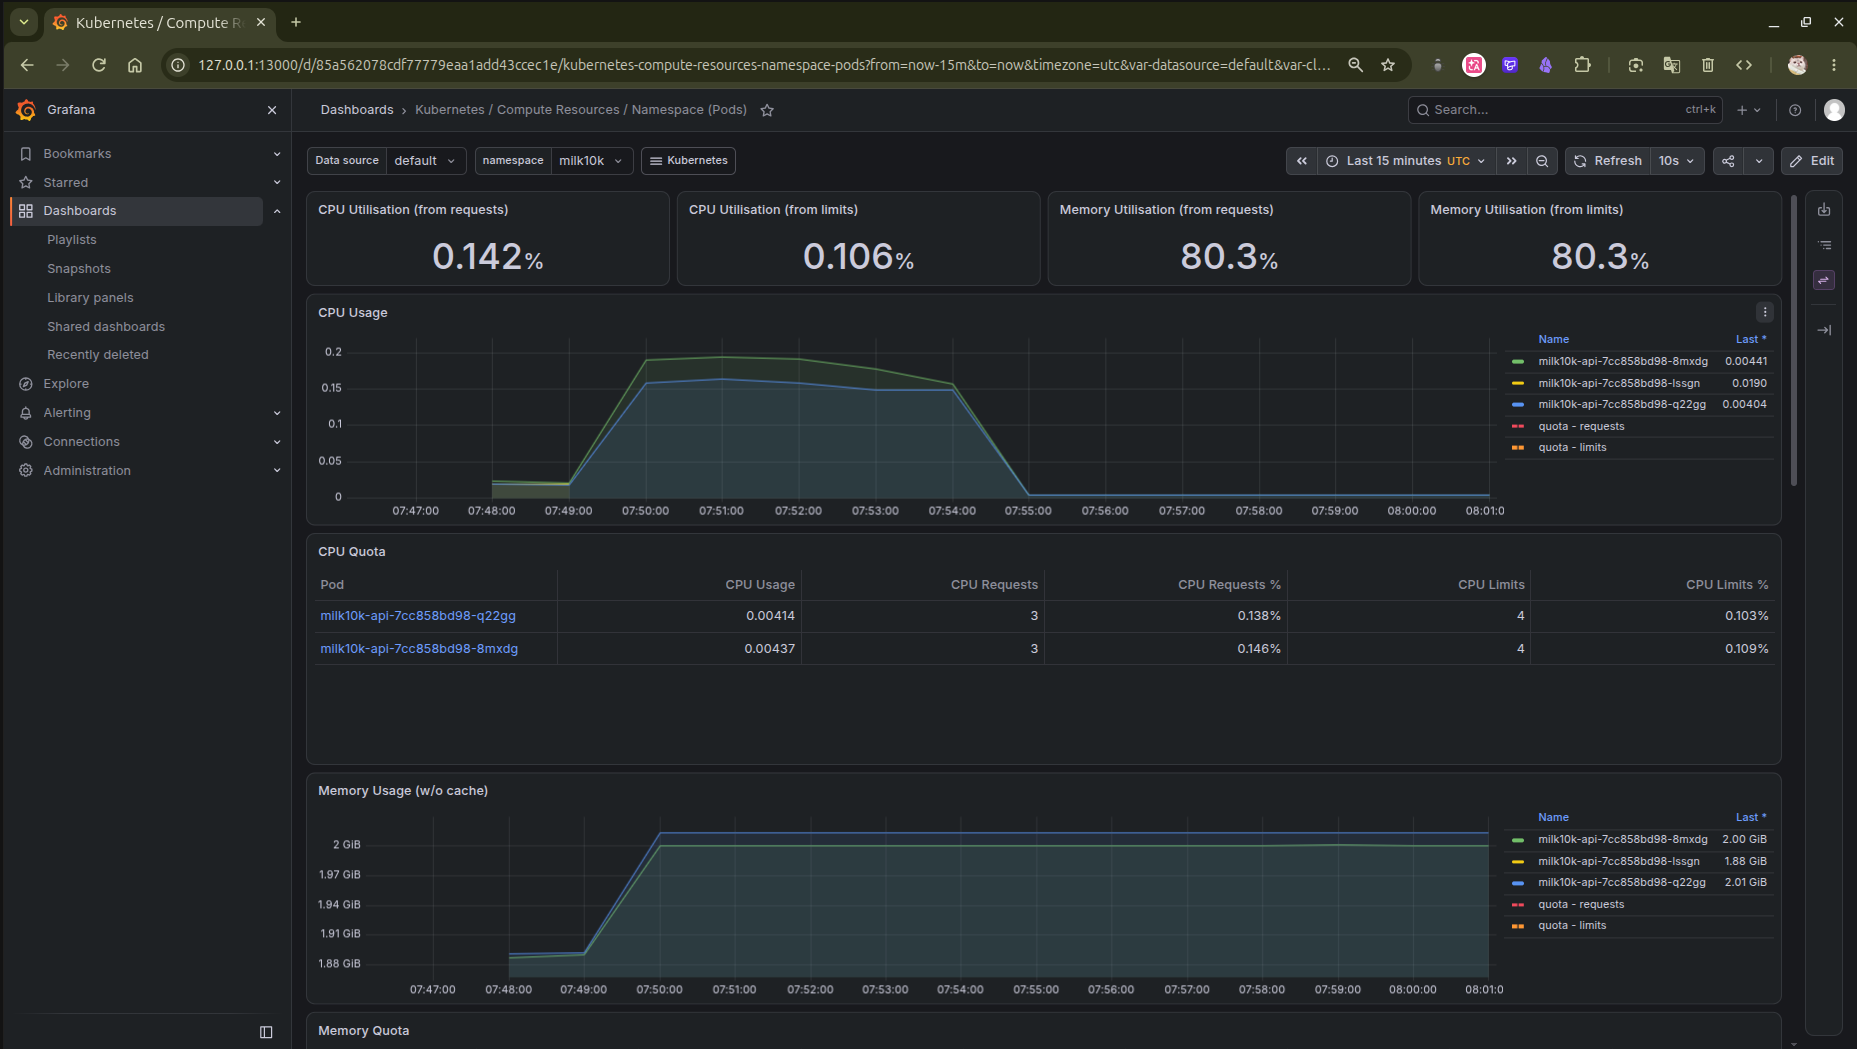 Kubernetes / Compute R
127.0.0.1:13000/d/85a562078cdf77779eaa1add43ccec1e/kubernetes-compute-resources-namespace-pods?from=now-15m&to=now&timezone=utc&var-datasource=default&var-cl...
Grafana
Dashboards › Kubernetes / Compute Resources / Namespace (Pods)
Search...
ctrl+k
Bookmarks
Starred
Dashboards
Playlists
Snapshots
Library panels
Shared dashboards
Recently deleted
Explore
Alerting
Connections
Administration
Data source default
namespace milk10k
Kubernetes
Last 15 minutes UTC
Refresh 10s
Edit
CPU Utilisation (from requests)
0.142%
CPU Utilisation (from limits)
0.106%
Memory Utilisation (from requests)
80.3%
Memory Utilisation (from limits)
80.3%
CPU Usage
0.2
0.15
0.1
0.05
0
07:47:00 07:48:00 07:49:00 07:50:00 07:51:00 07:52:00 07:53:00 07:54:00 07:55:00 07:56:00 07:57:00 07:58:00 07:59:00 08:00:00 08:01:0
Name Last *
milk10k-api-7cc858bd98-8mxdg 0.00441
milk10k-api-7cc858bd98-lssgn 0.0190
milk10k-api-7cc858bd98-q22gg 0.00404
quota - requests
quota - limits
CPU Quota
Pod CPU Usage CPU Requests CPU Requests % CPU Limits CPU Limits %
milk10k-api-7cc858bd98-q22gg 0.00414 3 0.138% 4 0.103%
milk10k-api-7cc858bd98-8mxdg 0.00437 3 0.146% 4 0.109%
Memory Usage (w/o cache)
2 GiB
1.97 GiB
1.94 GiB
1.91 GiB
1.88 GiB
07:47:00 07:48:00 07:49:00 07:50:00 07:51:00 07:52:00 07:53:00 07:54:00 07:55:00 07:56:00 07:57:00 07:58:00 07:59:00 08:00:00 08:01:0
Name Last *
milk10k-api-7cc858bd98-8mxdg 2.00 GiB
milk10k-api-7cc858bd98-lssgn 1.88 GiB
milk10k-api-7cc858bd98-q22gg 2.01 GiB
quota - requests
quota - limits
Memory Quota